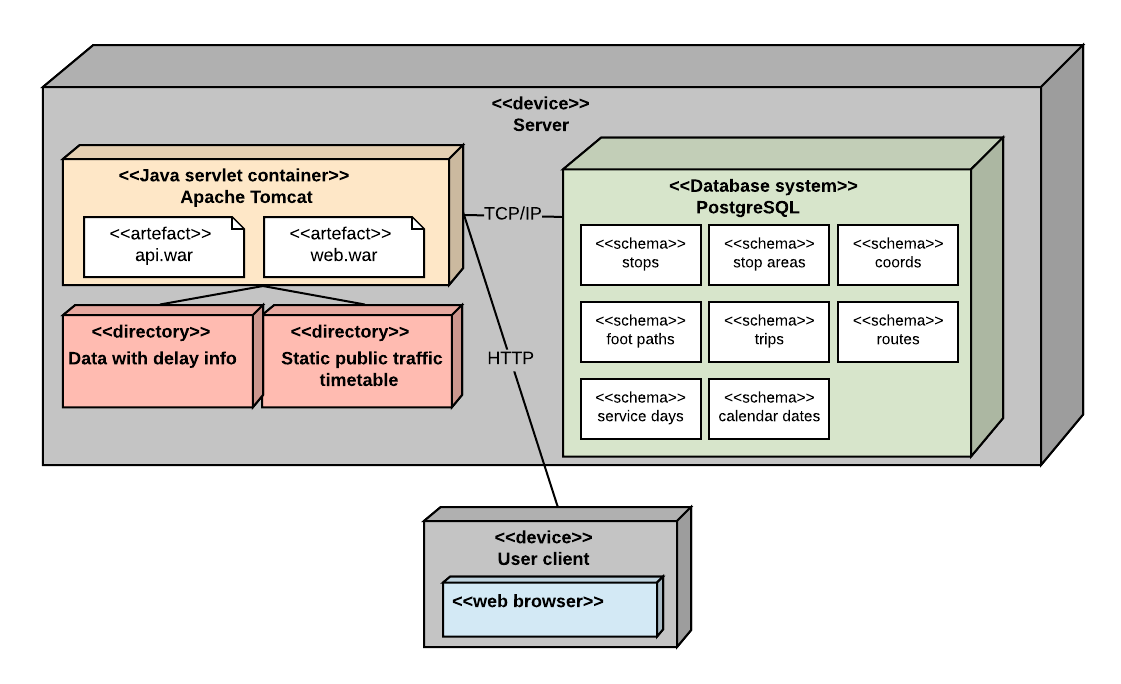 <<device>>
Server
<<Java servlet container>>
Apache Tomcat
<<artefact>>
api.war
<<artefact>>
web.war
<<directory>>
Data with delay info
<<directory>>
Static public traffic
timetable
TCP/IP
HTTP
<<Database system>>
PostgreSQL
<<schema>>
stops
<<schema>>
stop areas
<<schema>>
coords
<<schema>>
foot paths
<<schema>>
trips
<<schema>>
routes
<<schema>>
service days
<<schema>>
calendar dates
<<device>>
User client
<<web browser>>